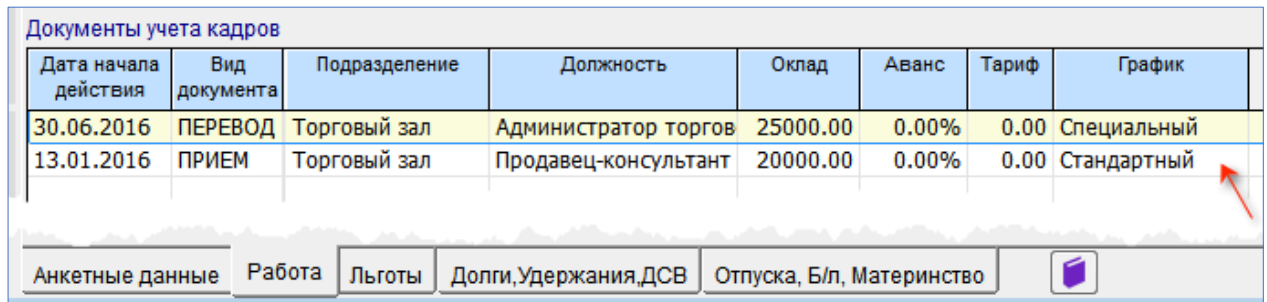 Документы учета кадров
Дата начала действия Вид документа Подразделение Должность Оклад Аванс Тариф График
30.06.2016 ПЕРЕВОД Торговый зал Администратор торгов 25000.00 0.00% 0.00 Специальный
13.01.2016 ПРИЕМ Торговый зал Продавец-консультант 20000.00 0.00% 0.00 Стандартный
Анкетные данные Работа Льготы Долги,Удержания,ДСВ Отпуска, Б/л, Материнство